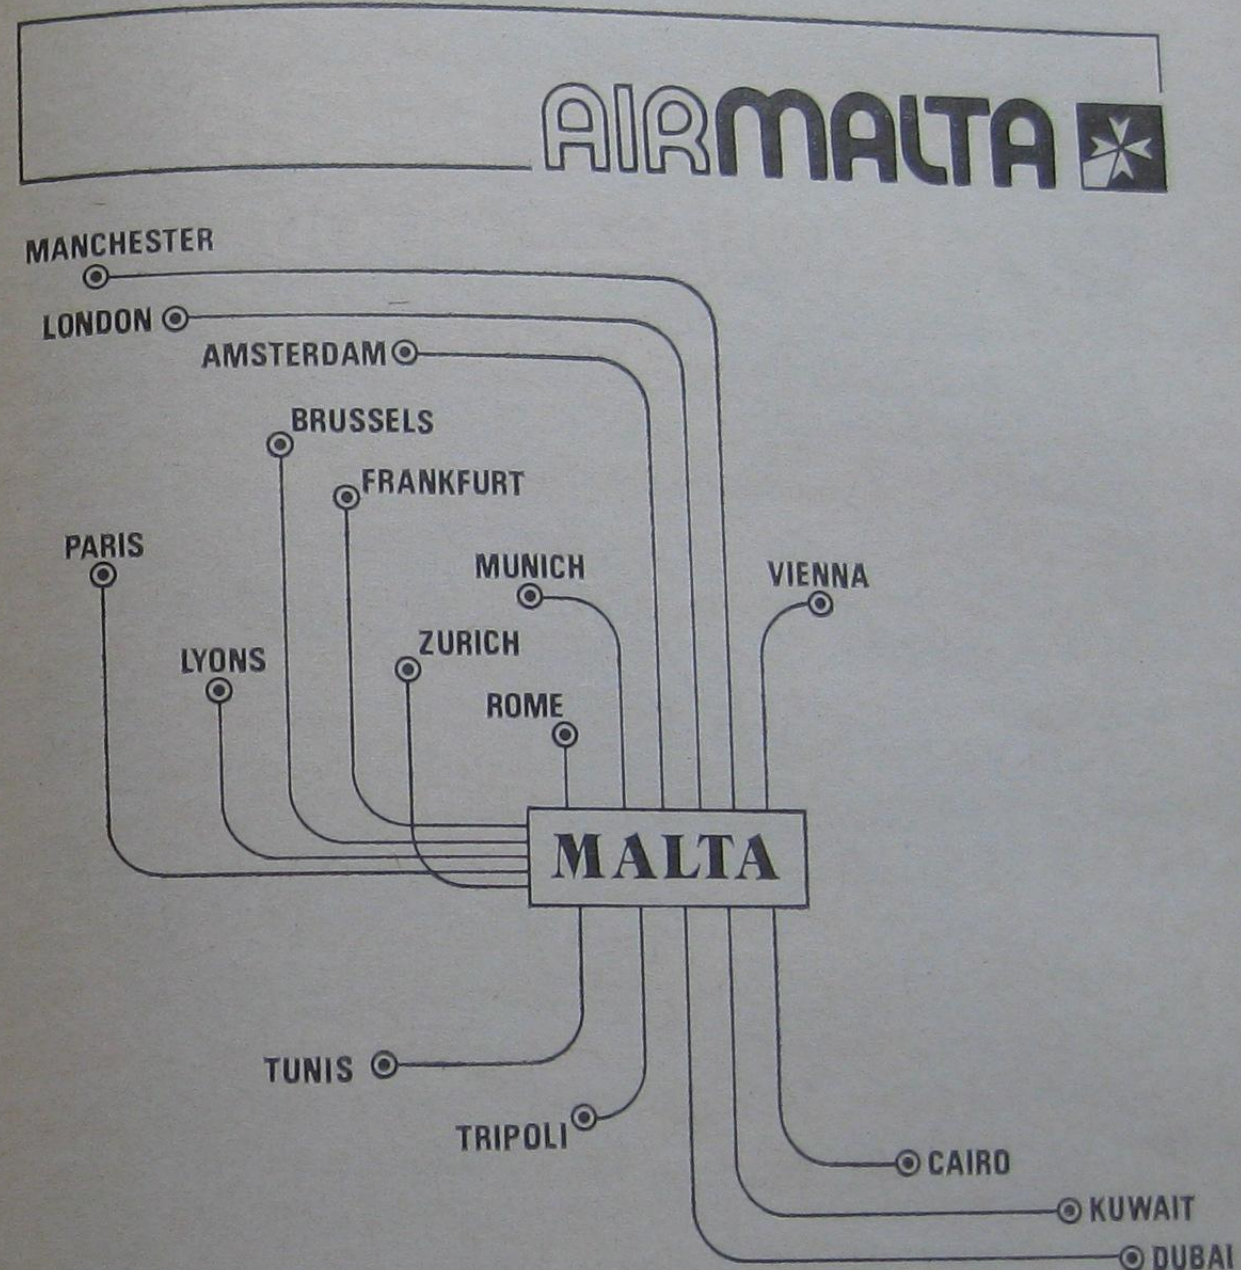 AIRMALTA
MANCHESTER
LONDON
AMSTERDAM
BRUSSELS
FRANKFURT
PARIS
MUNICH
VIENNA
ZURICH
LYONS
ROME
MALTA
TUNIS
TRIPOLI
CAIRO
KUWAIT
DUBAI